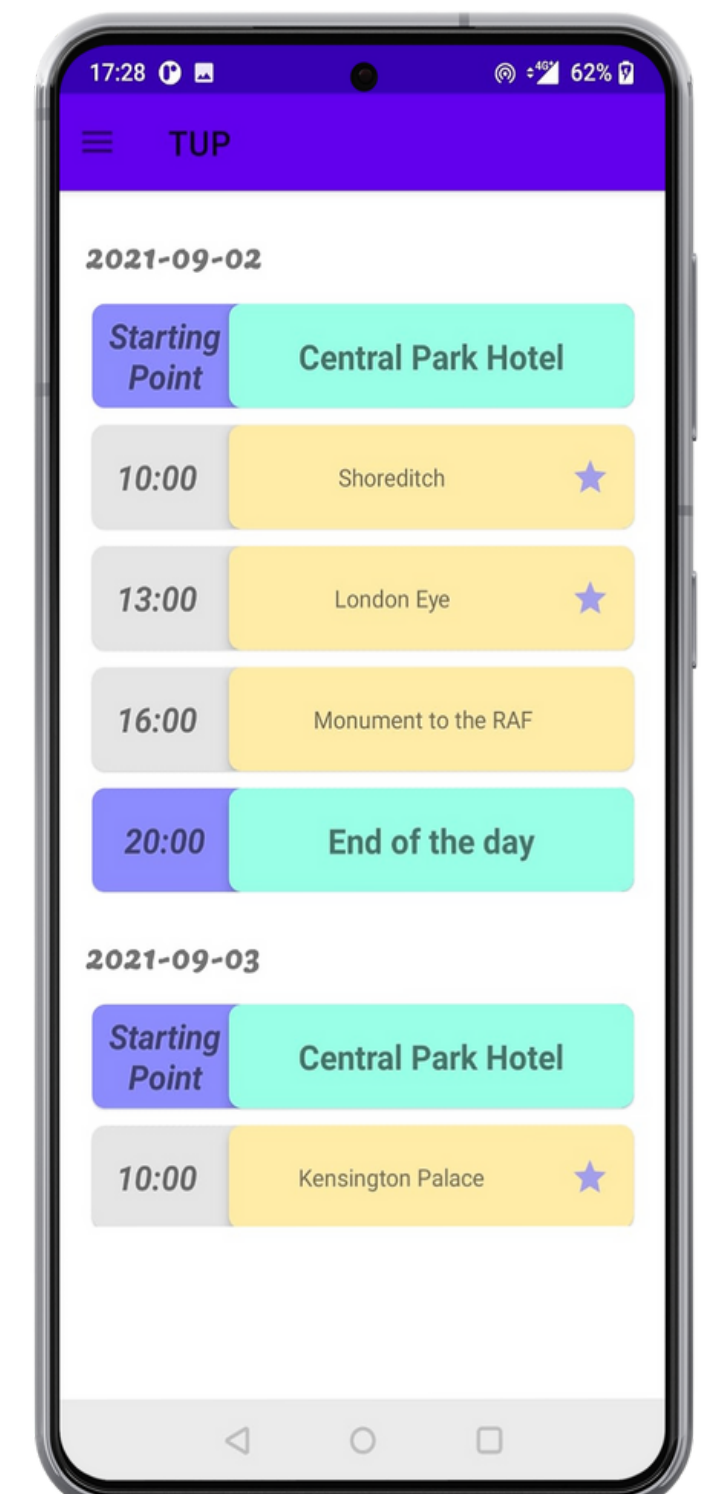 17:28 62%
4G+
TUP
2021-09-02
Starting
Point
Central Park Hotel
10:00 Shoreditch
13:00 London Eye
16:00 Monument to the RAF
20:00 End of the day
2021-09-03
Starting
Point
Central Park Hotel
10:00 Kensington Palace